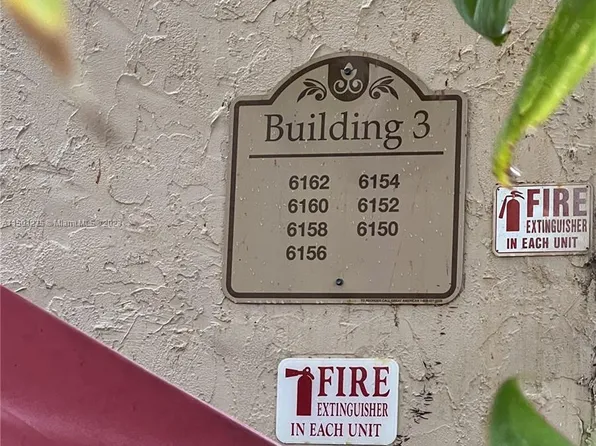 Building 3
6162 6154
6160 6152
6158 6150
6156
FIRE
EXTINGUISHER
IN EACH UNIT
FIRE
EXTINGUISHER
IN EACH UNIT